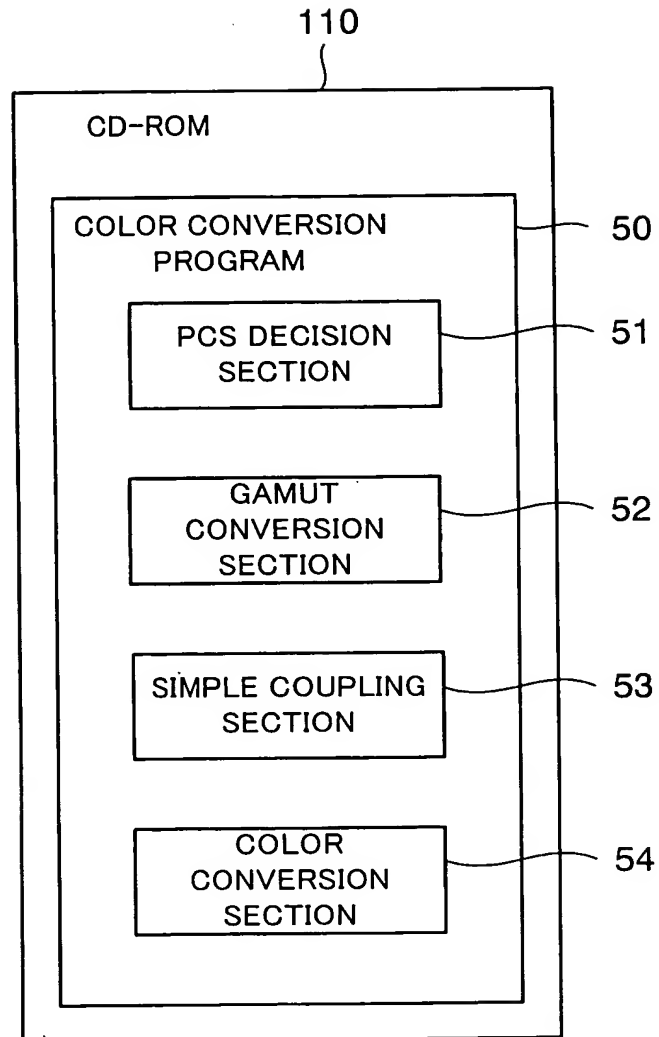 110
CD-ROM
COLOR CONVERSION
PROGRAM
50
PCS DECISION
SECTION
51
GAMUT
CONVERSION
SECTION
52
SIMPLE COUPLING
SECTION
53
COLOR
CONVERSION
SECTION
54